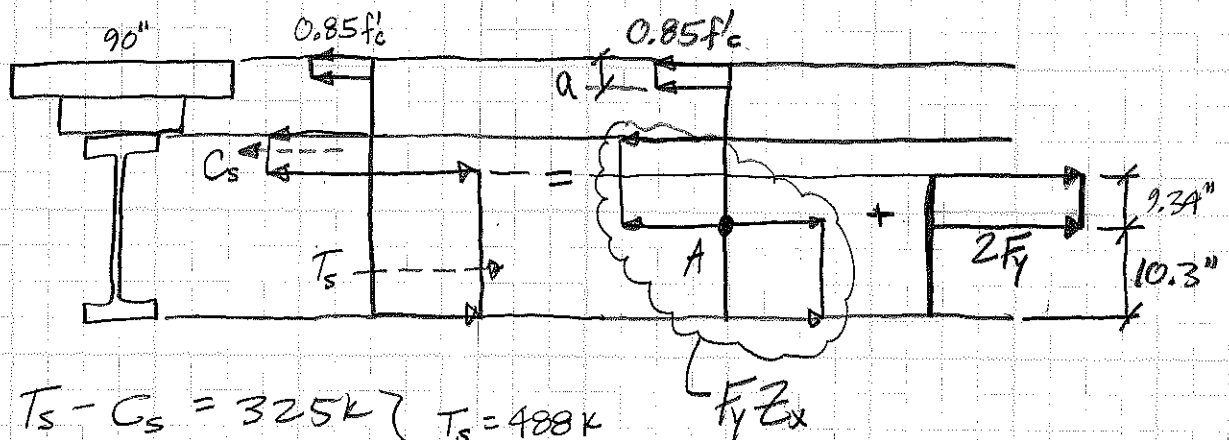 90" 0.85f'c 0.85f'c
a
Cs = + 9.34"
A 2Fy
Ts 10.3"
Ts - Cs = 325k } Ts = 488k FyZx